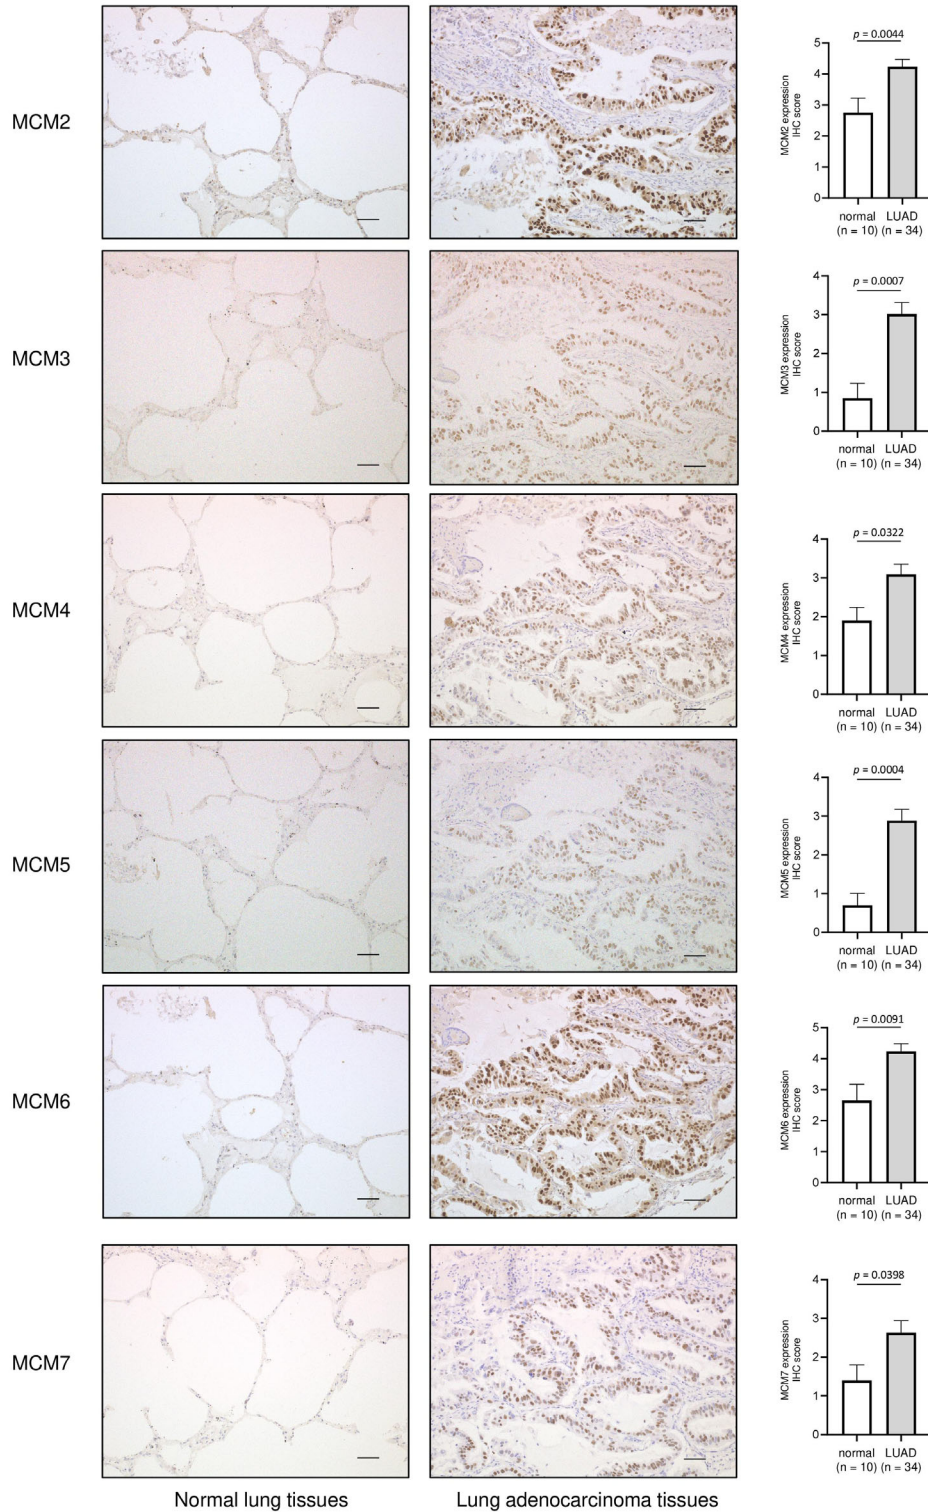 MCM2
p = 0.0044
MCM2 expression
IHC score
5
4
3
2
1
0
normal LUAD
(n = 10) (n = 34)
MCM3
p = 0.0007
MCM3 expression
IHC score
4
3
2
1
0
normal LUAD
(n = 10) (n = 34)
MCM4
p = 0.0322
MCM4 expression
IHC score
4
3
2
1
0
normal LUAD
(n = 10) (n = 34)
MCM5
p = 0.0004
MCM5 expression
IHC score
4
3
2
1
0
normal LUAD
(n = 10) (n = 34)
MCM6
p = 0.0091
MCM6 expression
IHC score
5
4
3
2
1
0
normal LUAD
(n = 10) (n = 34)
MCM7
p = 0.0398
MCM7 expression
IHC score
4
3
2
1
0
normal LUAD
(n = 10) (n = 34)
Normal lung tissues
Lung adenocarcinoma tissues